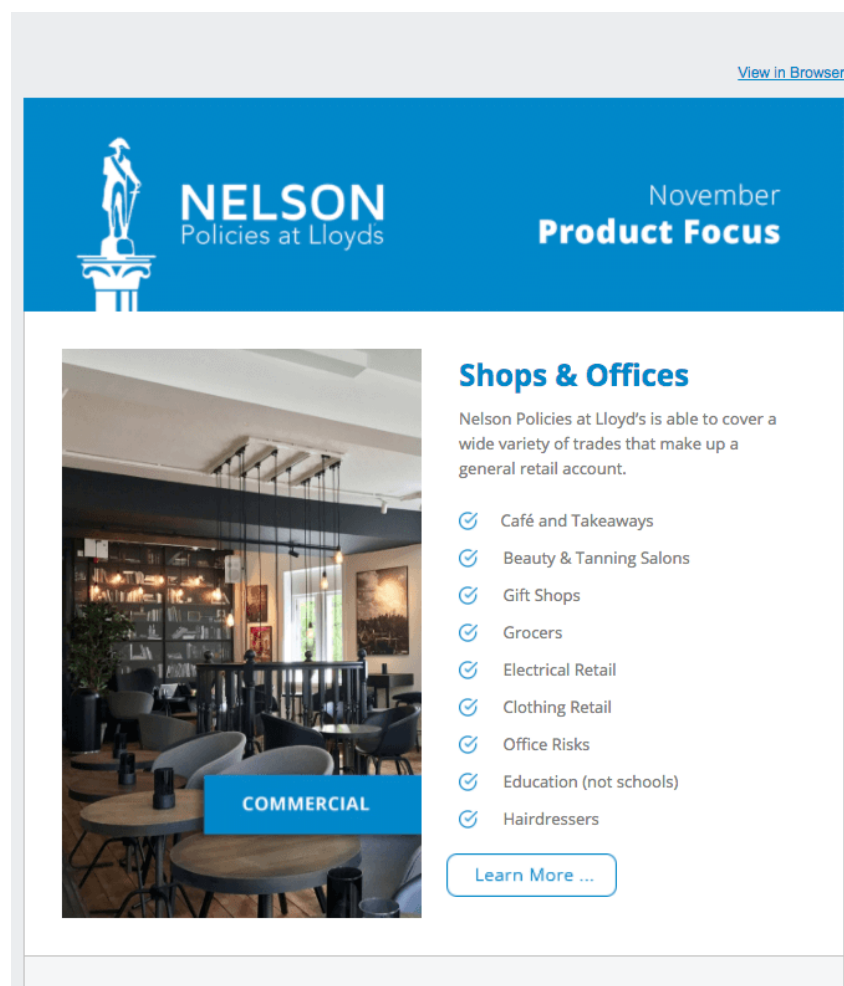 View in Browser
NELSON
Policies at Lloyd's
November
Product Focus
Shops & Offices
Nelson Policies at Lloyd's is able to cover a
wide variety of trades that make up a
general retail account.
Café and Takeaways
Beauty & Tanning Salons
Gift Shops
Grocers
Electrical Retail
Clothing Retail
Office Risks
Education (not schools)
Hairdressers
COMMERCIAL
Learn More ...